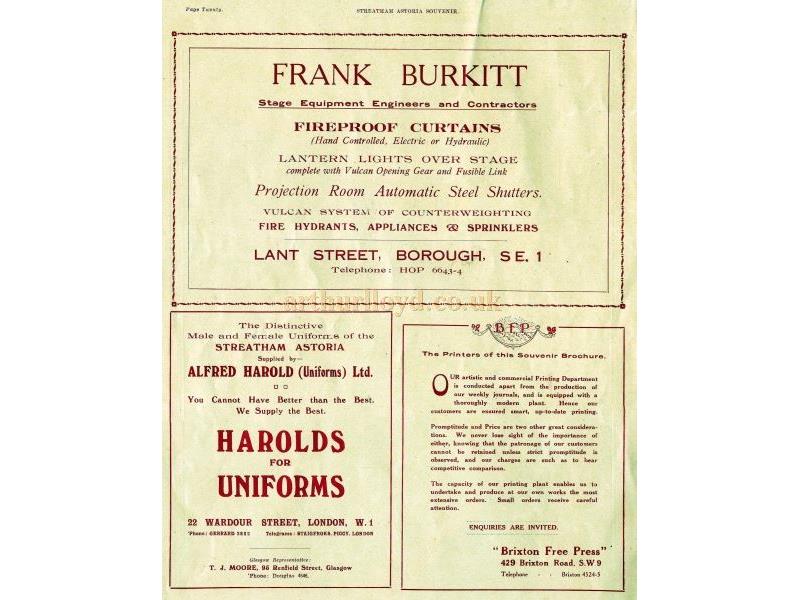 Page Twenty.
STREATHAM ASTORIA SOUVENIR.
FRANK BURKITT
Stage Equipment Engineers and Contractors
FIREPROOF CURTAINS
(Hand Controlled, Electric or Hydraulic)
LANTERN LIGHTS OVER STAGE
complete with Vulcan Opening Gear and Fusible Link
Projection Room Automatic Steel Shutters.
VULCAN SYSTEM OF COUNTERWEIGHTING
FIRE HYDRANTS, APPLIANCES & SPRINKLERS
LANT STREET, BOROUGH, S E. 1
Telephone: HOP 6643-4
arthurlloyd.co.uk
The Distinctive
Male and Female Uniforms of the
STREATHAM ASTORIA
Supplied by—
ALFRED HAROLD (Uniforms) Ltd.
You Cannot Have Better than the Best.
We Supply the Best.
HAROLDS
FOR
UNIFORMS
22 WARDOUR STREET, LONDON, W. 1
'Phone: GERRARD
Telegrams: STAIGFROKS, PICCY, LONDON
Glasgow Representative:
T. J. MOORE, 95 Renfield Street, Glasgow
'Phone: Douglas 4646.
B F P
The Printers of this Souvenir Brochure.
OUR artistic and commercial Printing Department
is conducted apart from the production of
our weekly journals, and is equipped with a
thoroughly modern plant. Hence our
customers are ensured smart, up-to-date printing.
Promptitude and Price are two other great considera-
tions. We never lose sight of the importance of
either, knowing that the patronage of our customers
cannot be retained unless strict promptitude is
observed, and our charges are such as to bear
competitive comparison.
The capacity of our printing plant enables us to
undertake and produce at our own works the most
extensive orders. Small orders receive careful
attention.
ENQUIRIES ARE INVITED.
"Brixton Free Press"
429 Brixton Road. S.W 9
Telephone - - Brixton 4324-5